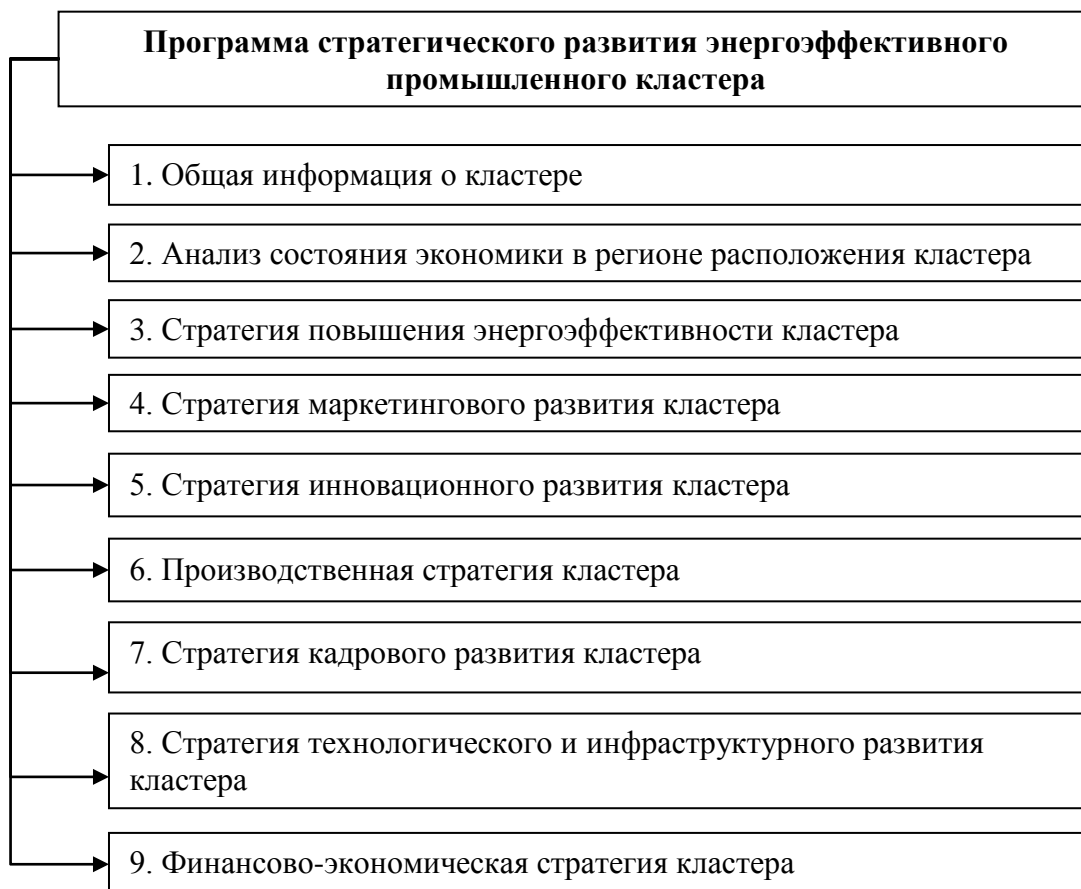 Программа стратегического развития энергоэффективного
промышленного кластера
1. Общая информация о кластере
2. Анализ состояния экономики в регионе расположения кластера
3. Стратегия повышения энергоэффективности кластера
4. Стратегия маркетингового развития кластера
5. Стратегия инновационного развития кластера
6. Производственная стратегия кластера
7. Стратегия кадрового развития кластера
8. Стратегия технологического и инфраструктурного развития
кластера
9. Финансово-экономическая стратегия кластера